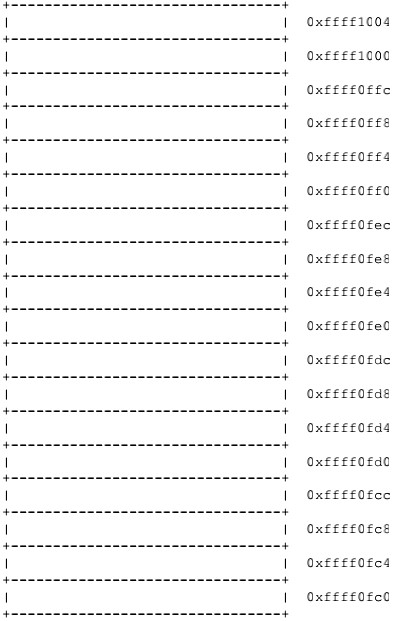 +--------------------------------+
|                                |  0xffff1004
+--------------------------------+
|                                |  0xffff1000
+--------------------------------+
|                                |  0xffff0ffc
+--------------------------------+
|                                |  0xffff0ff8
+--------------------------------+
|                                |  0xffff0ff4
+--------------------------------+
|                                |  0xffff0ff0
+--------------------------------+
|                                |  0xffff0fec
+--------------------------------+
|                                |  0xffff0fe8
+--------------------------------+
|                                |  0xffff0fe4
+--------------------------------+
|                                |  0xffff0fe0
+--------------------------------+
|                                |  0xffff0fdc
+--------------------------------+
|                                |  0xffff0fd8
+--------------------------------+
|                                |  0xffff0fd4
+--------------------------------+
|                                |  0xffff0fd0
+--------------------------------+
|                                |  0xffff0fcc
+--------------------------------+
|                                |  0xffff0fc8
+--------------------------------+
|                                |  0xffff0fc4
+--------------------------------+
|                                |  0xffff0fc0
+--------------------------------+